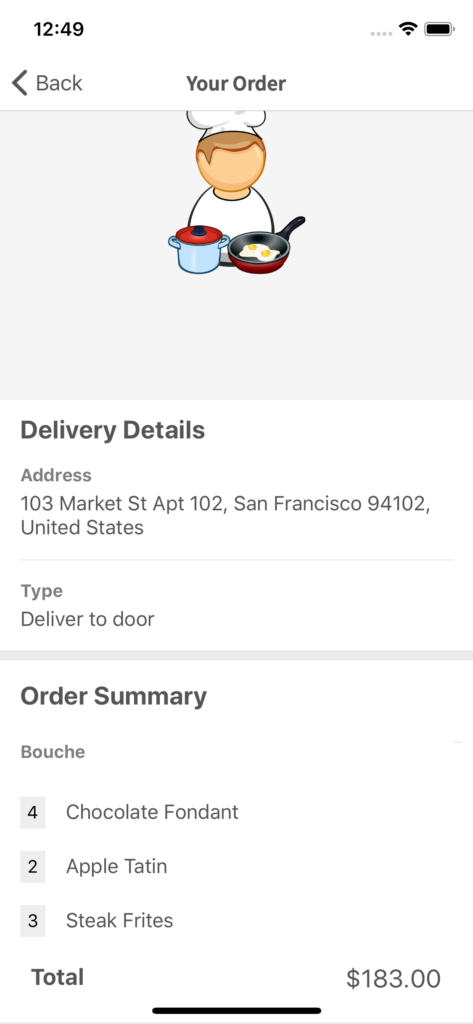 12:49
Back
Your Order
Delivery Details
Address
103 Market St Apt 102, San Francisco 94102,
United States
Type
Deliver to door
Order Summary
Bouche
4 Chocolate Fondant
2 Apple Tatin
3 Steak Frites
Total $183.00